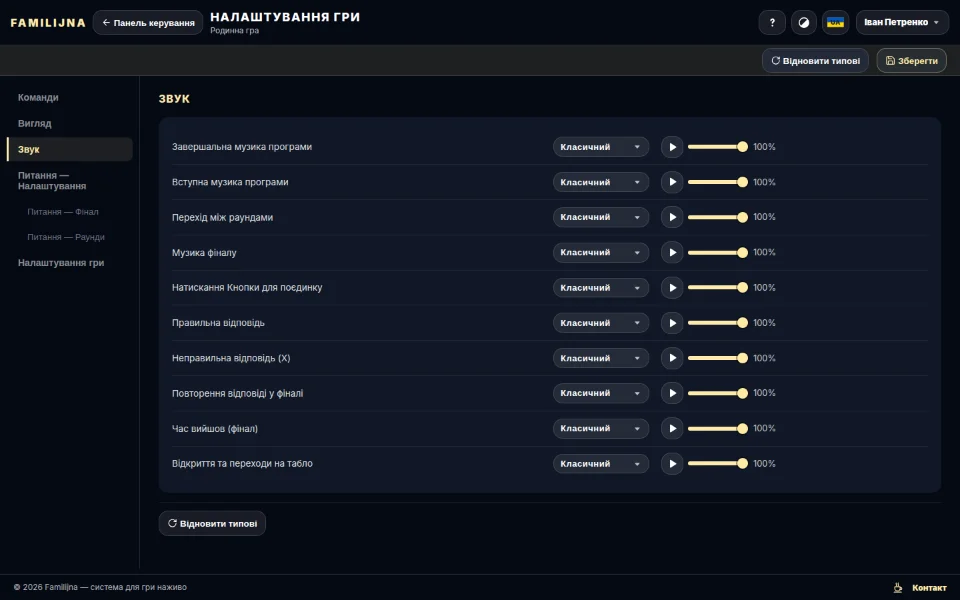 FAMILIJNA
← Панель керування
НАЛАШТУВАННЯ ГРИ
Родинна гра
?
UA
Іван Петренко
Відновити типові
Зберегти
Команди
Вигляд
Звук
Питання —
Налаштування
Питання — Фінал
Питання — Раунди
Налаштування гри
ЗВУК
Завершальна музика програми Класичний 100%
Вступна музика програми Класичний 100%
Перехід між раундами Класичний 100%
Музика фіналу Класичний 100%
Натискання Кнопки для поєдинку Класичний 100%
Правильна відповідь Класичний 100%
Неправильна відповідь (X) Класичний 100%
Повторення відповіді у фіналі Класичний 100%
Час вийшов (фінал) Класичний 100%
Відкриття та переходи на табло Класичний 100%
Відновити типові
© 2026 Familijna — система для гри наживо
Контакт